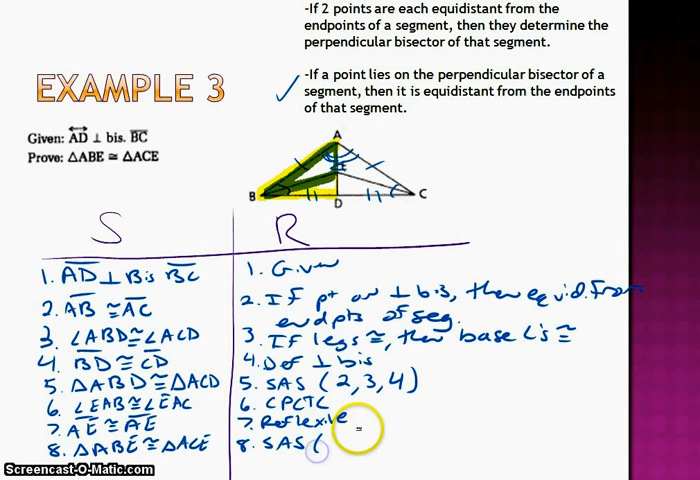 -If 2 points are each equidistant from the
endpoints of a segment, then they determine the
perpendicular bisector of that segment.
EXAMPLE 3
-If a point lies on the perpendicular bisector of a
segment, then it is equidistant from the endpoints
of that segment.
Given: AD ⊥ bis. BC
Prove: △ABE ≅ △ACE
A
E
B
D
C
S
R
1. AD ⊥ Bis BC
1. Given
2. AB ≅ AC
2. If pt on ⊥ bis, then equid. from
endpts of seg.
3. ∠ABD ≅ ∠ACD
3. If legs ≅, then base ∠'s ≅
4. BD ≅ CD
4. Def ⊥ bis
5. △ABD ≅ △ACD
5. SAS (2, 3, 4)
6. ∠EAB ≅ ∠EAC
6. CPCTC
7. AE ≅ AE
7. Reflexive
8. △ABE ≅ △ACE
8. SAS (
Screencast-O-Matic.com